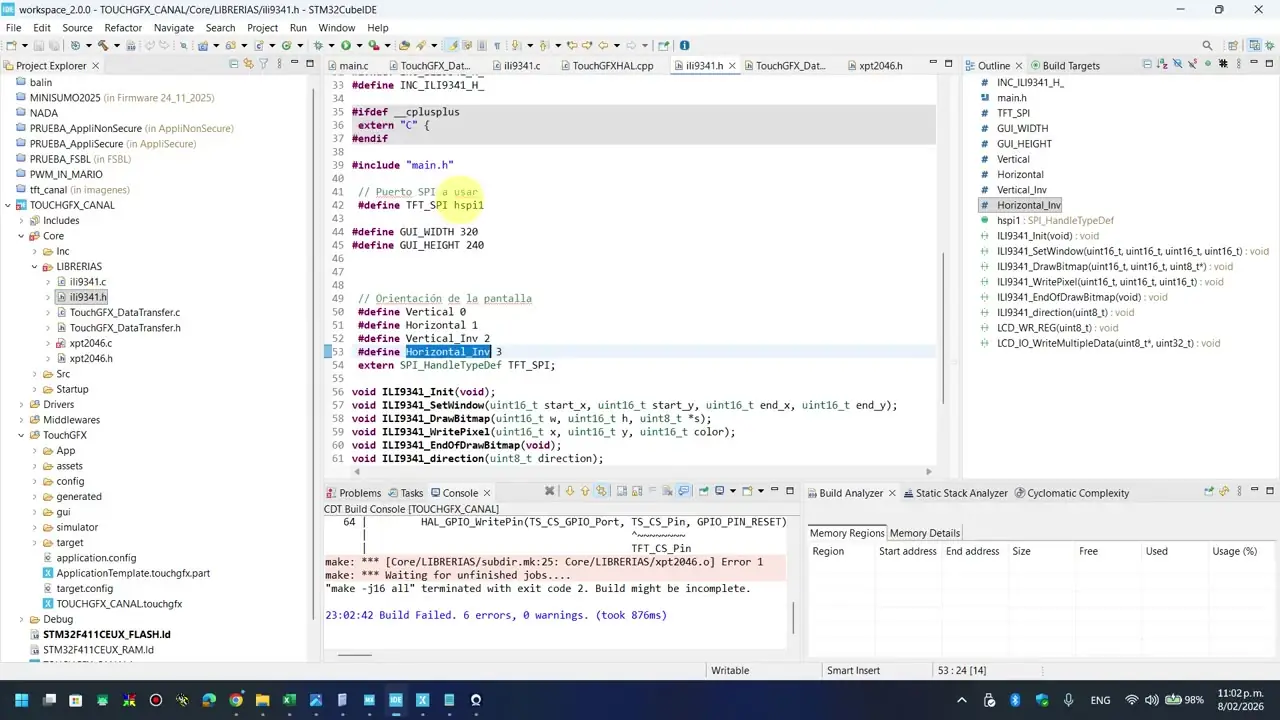 workspace_2.0.0 - TOUCHGFX_CANAL/Core/LIBRERIAS/ili9341.h - STM32CubeIDE
File Edit Source Refactor Navigate Search Project Run Window Help
Project Explorer
balin
MINISUMO2025 (in Firmware 24_11_2025)
NADA
PRUEBA_AppliNonSecure (in AppliNonSecure)
PRUEBA_AppliSecure (in AppliSecure)
PRUEBA_FSBL (in FSBL)
PWM_IN_MARIO
tft_canal (in imagenes)
TOUCHGFX_CANAL
Includes
Core
Inc
LIBRERIAS
ili9341.c
ili9341.h
TouchGFX_DataTransfer.c
TouchGFX_DataTransfer.h
xpt2046.c
xpt2046.h
Src
Startup
Drivers
Middlewares
TouchGFX
App
assets
config
generated
gui
simulator
target
application.config
ApplicationTemplate.touchgfx.part
target.config
TOUCHGFX_CANAL.touchgfx
Debug
STM32F411CEUX_FLASH.ld
STM32F411CEUX_RAM.ld
main.c TouchGFX_Dat... ili9341.c TouchGFXHAL.cpp ili9341.h TouchGFX_Dat... xpt2046.h
33 #define INC_ILI9341_H_
34
35 #ifdef __cplusplus
36 extern "C" {
37 #endif
38
39 #include "main.h"
40
41 // Puerto SPI a usar
42 #define TFT_SPI hspi1
43
44 #define GUI_WIDTH 320
45 #define GUI_HEIGHT 240
46
47
48
49 // Orientación de la pantalla
50 #define Vertical 0
51 #define Horizontal 1
52 #define Vertical_Inv 2
53 #define Horizontal_Inv 3
54 extern SPI_HandleTypeDef TFT_SPI;
55
56 void ILI9341_Init(void);
57 void ILI9341_SetWindow(uint16_t start_x, uint16_t start_y, uint16_t end_x, uint16_t end_y);
58 void ILI9341_DrawBitmap(uint16_t w, uint16_t h, uint8_t *s);
59 void ILI9341_WritePixel(uint16_t x, uint16_t y, uint16_t color);
60 void ILI9341_EndOfDrawBitmap(void);
61 void ILI9341_direction(uint8_t direction);
Outline Build Targets
INC_ILI9341_H_
main.h
TFT_SPI
GUI_WIDTH
GUI_HEIGHT
Vertical
Horizontal
Vertical_Inv
Horizontal_Inv
hspi1 : SPI_HandleTypeDef
ILI9341_Init(void) : void
ILI9341_SetWindow(uint16_t, uint16_t, uint16_t, uint16_t) : void
ILI9341_DrawBitmap(uint16_t, uint16_t, uint8_t*) : void
ILI9341_WritePixel(uint16_t, uint16_t, uint16_t) : void
ILI9341_EndOfDrawBitmap(void) : void
ILI9341_direction(uint8_t) : void
LCD_WR_REG(uint8_t) : void
LCD_IO_WriteMultipleData(uint16_t*, uint32_t) : void
Problems Tasks Console
CDT Build Console [TOUCHGFX_CANAL]
64 | HAL_GPIO_WritePin(TS_CS_GPIO_Port, TS_CS_Pin, GPIO_PIN_RESET)
| ^~~~~~~~~
| TFT_CS_Pin
make: *** [Core/LIBRERIAS/subdir.mk:25: Core/LIBRERIAS/xpt2046.o] Error 1
make: *** Waiting for unfinished jobs....
"make -j16 all" terminated with exit code 2. Build might be incomplete.
23:02:42 Build Failed. 6 errors, 0 warnings. (took 876ms)
Build Analyzer Static Stack Analyzer Cyclomatic Complexity
Memory Regions Memory Details
Region Start address End address Size Free Used Usage (%)
Writable Smart Insert 53 : 24 [14]
ENG 98% 11:02 p.m.
8/02/2026